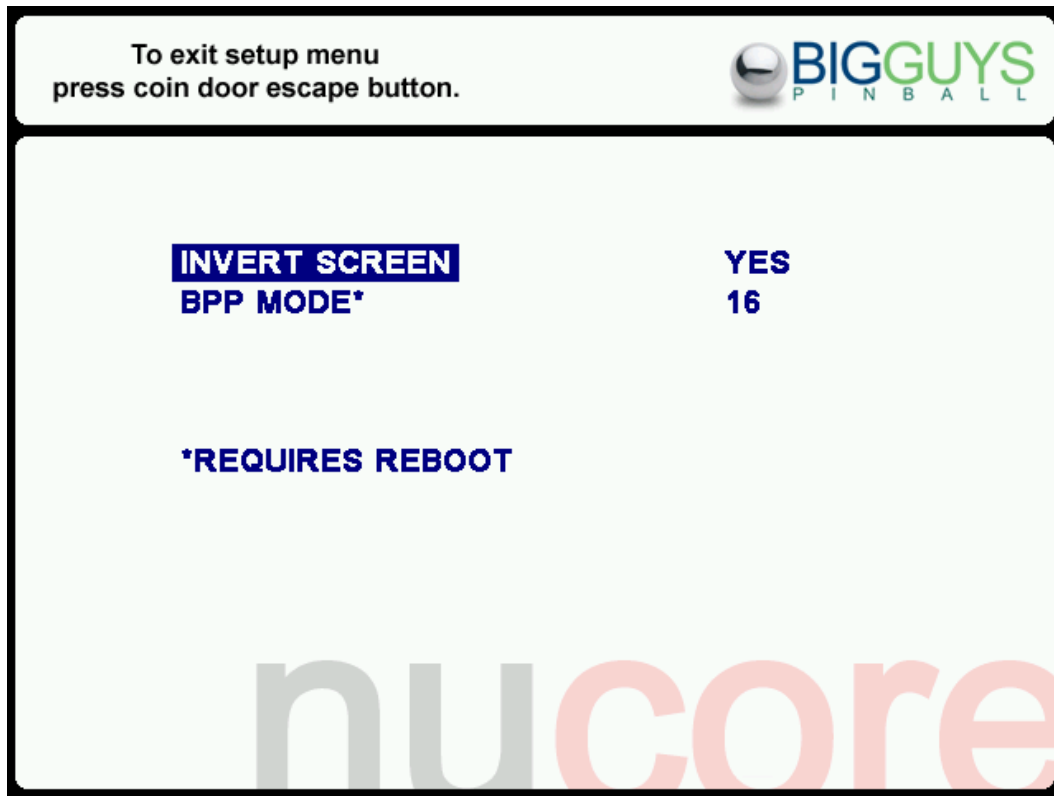 To exit setup menu
press coin door escape button.
BIGGUYS
PINBALL
INVERT SCREEN YES
BPP MODE* 16
*REQUIRES REBOOT
nucore